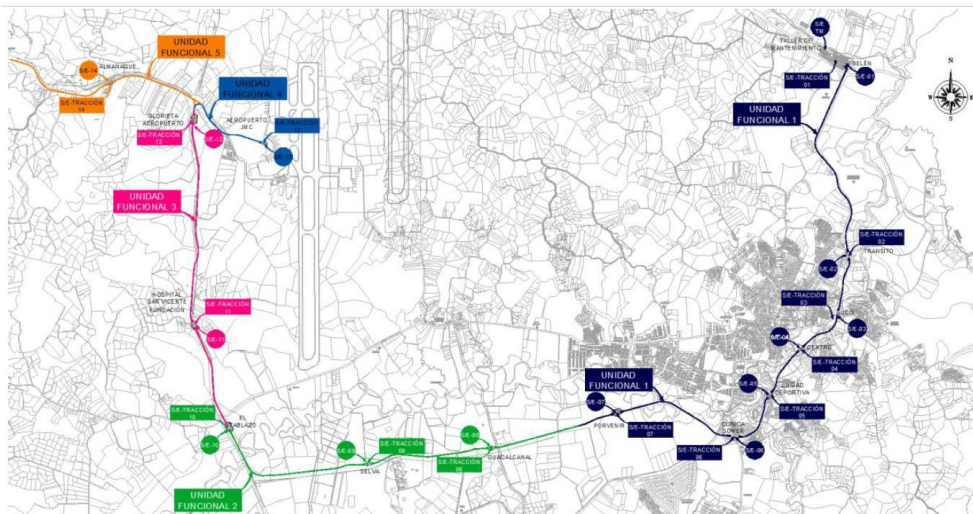 UNIDAD
FUNCIONAL 5
S/E-14
ALMANAQUE
S/E-TRACCIÓN
14
GLORIETA
AEROPUERTO
S/E-TRACCIÓN
12
S/E-12
UNIDAD
FUNCIONAL 4
AEROPUERTO
JMC
S/E-TRACCIÓN
UNIDAD
FUNCIONAL 3
HOSPITAL
SAN VICENTE
FUNDACIÓN
S/E-TRACCIÓN
11
S/E-11
S/E-TRACCIÓN
10
EL
TABLAZO
S/E-10
UNIDAD
FUNCIONAL 2
S/E-09
SELVA
S/E-TRACCIÓN
09
S/E-08
GUADALCANAL
S/E-TRACCIÓN
08
UNIDAD
FUNCIONAL 1
S/E-07
PORVENIR
S/E-TRACCIÓN
07
S/E-TRACCIÓN
06
SOMER
S/E-06
S/E-05
UNIDAD
DEPORTIVA
S/E-TRACCIÓN
05
S/E-04
CENTRO
S/E-TRACCIÓN
04
S/E-TRACCIÓN
03
S/E-03
S/E-TRACCIÓN
02
TRANSITO
S/E-02
UNIDAD
FUNCIONAL 1
S/E-TRACCIÓN
01
S/E-01
BELÉN
TALLER DE
MANTENIMIENTO
S/E
TM
N
W
E
S